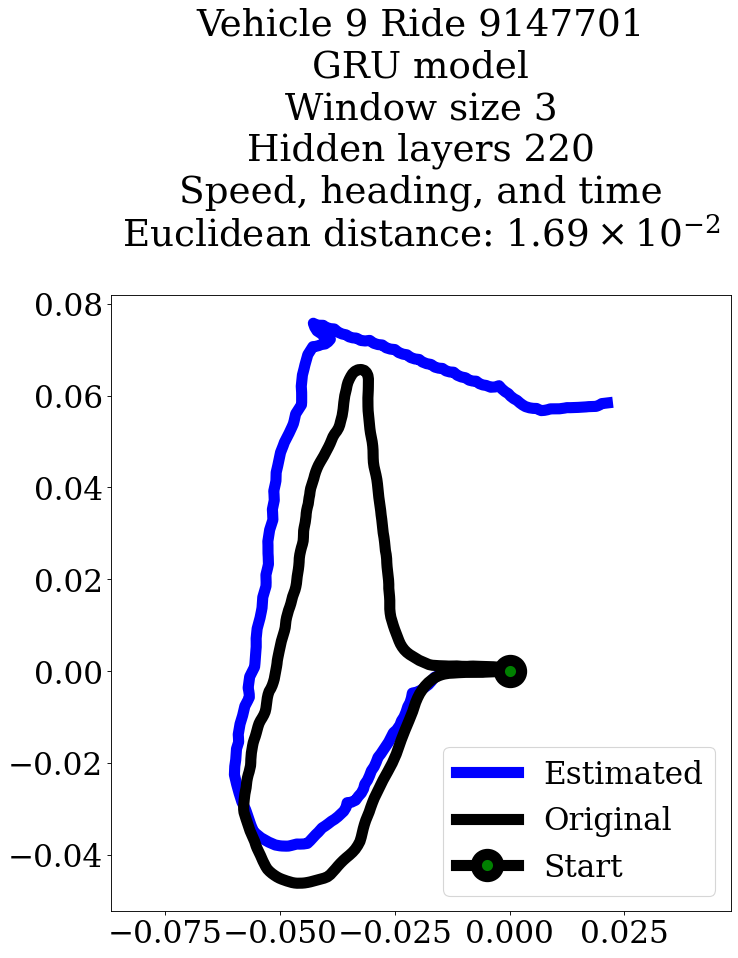 Vehicle 9 Ride 9147701
GRU model
Window size 3
Hidden layers 220
Speed, heading, and time
Euclidean distance: 1.69 × 10⁻²
0.08
0.06
0.04
0.02
0.00
−0.02
−0.04
Estimated
Original
Start
−0.075 −0.050 −0.025 0.000 0.025